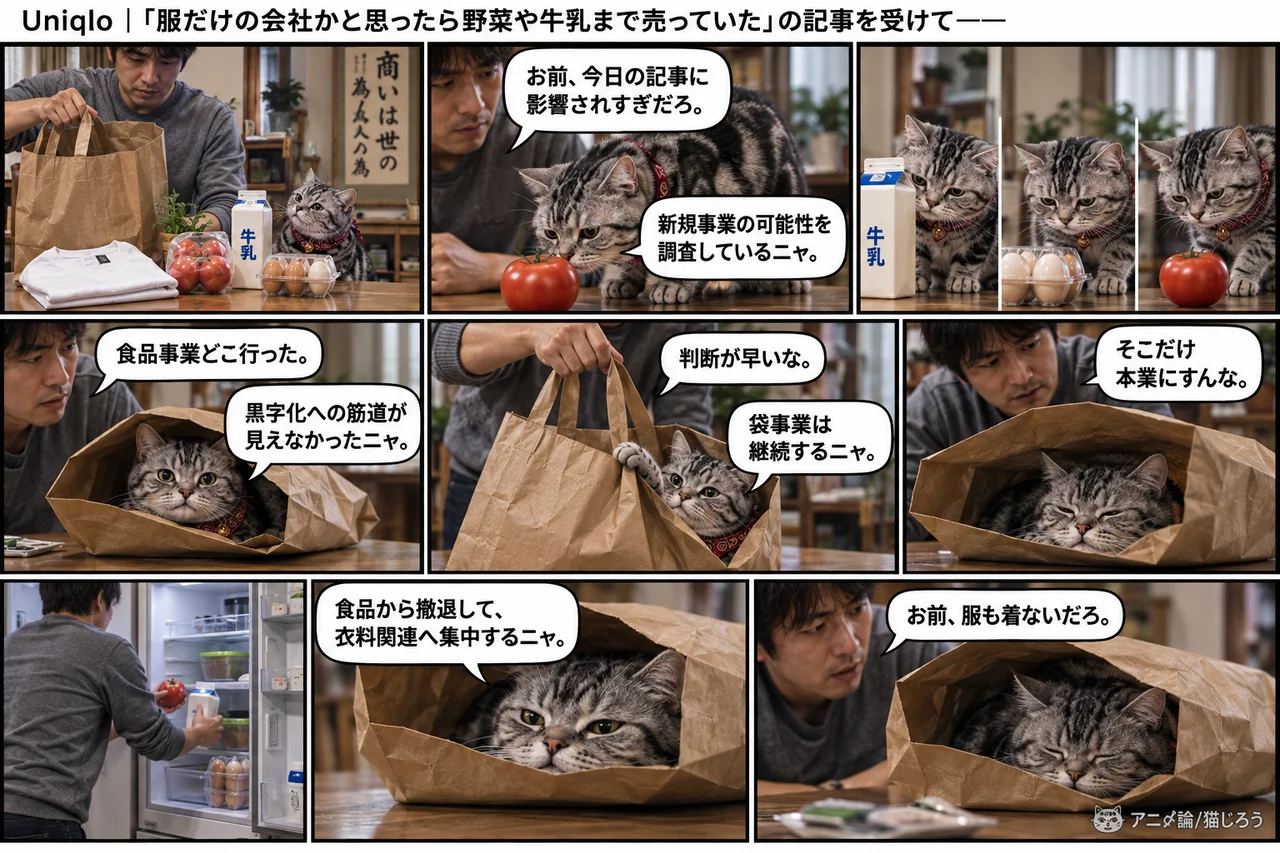 Uniqlo｜「服だけの会社かと思ったら野菜や牛乳まで売っていた」の記事を受けて――
商いは世の
為人の為
牛乳
お前、今日の記事に
影響されすぎだろ。
新規事業の可能性を
調査しているニャ。
牛乳
食品事業どこ行った。
黒字化への筋道が
見えなかったニャ。
判断が早いな。
袋事業は
継続するニャ。
そこだけ
本業にすんな。
食品から撤退して、
衣料関連へ集中するニャ。
お前、服も着ないだろ。
アニメ論/猫じろう